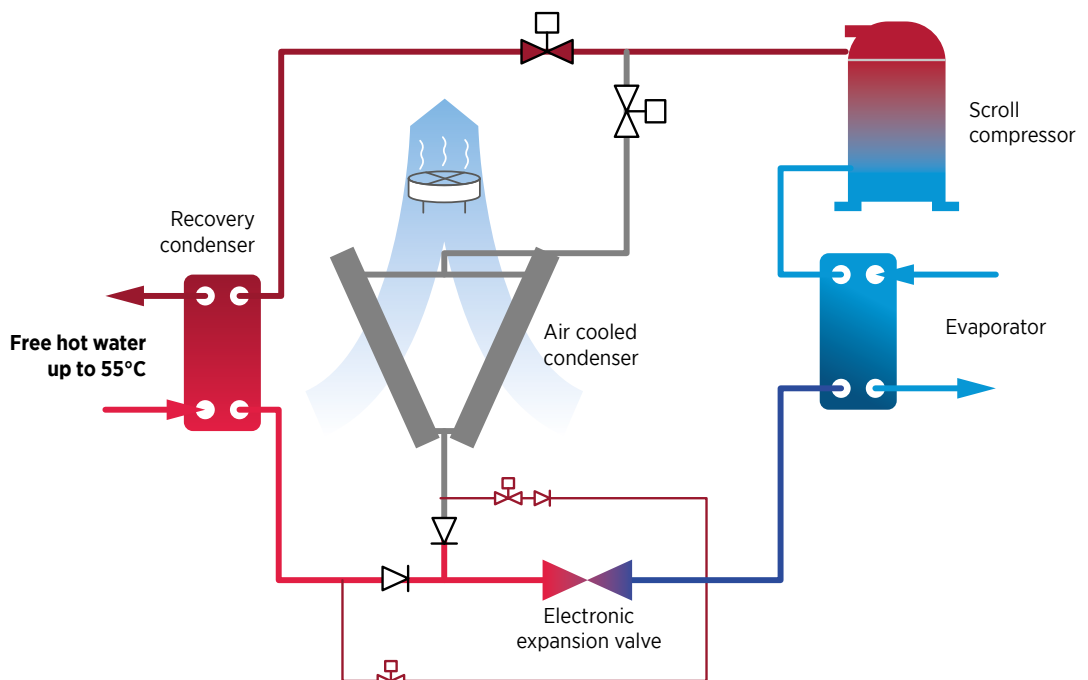 Scroll
compressor
Recovery
condenser
Free hot water
up to 55°C
Air cooled
condenser
Evaporator
Electronic
expansion valve